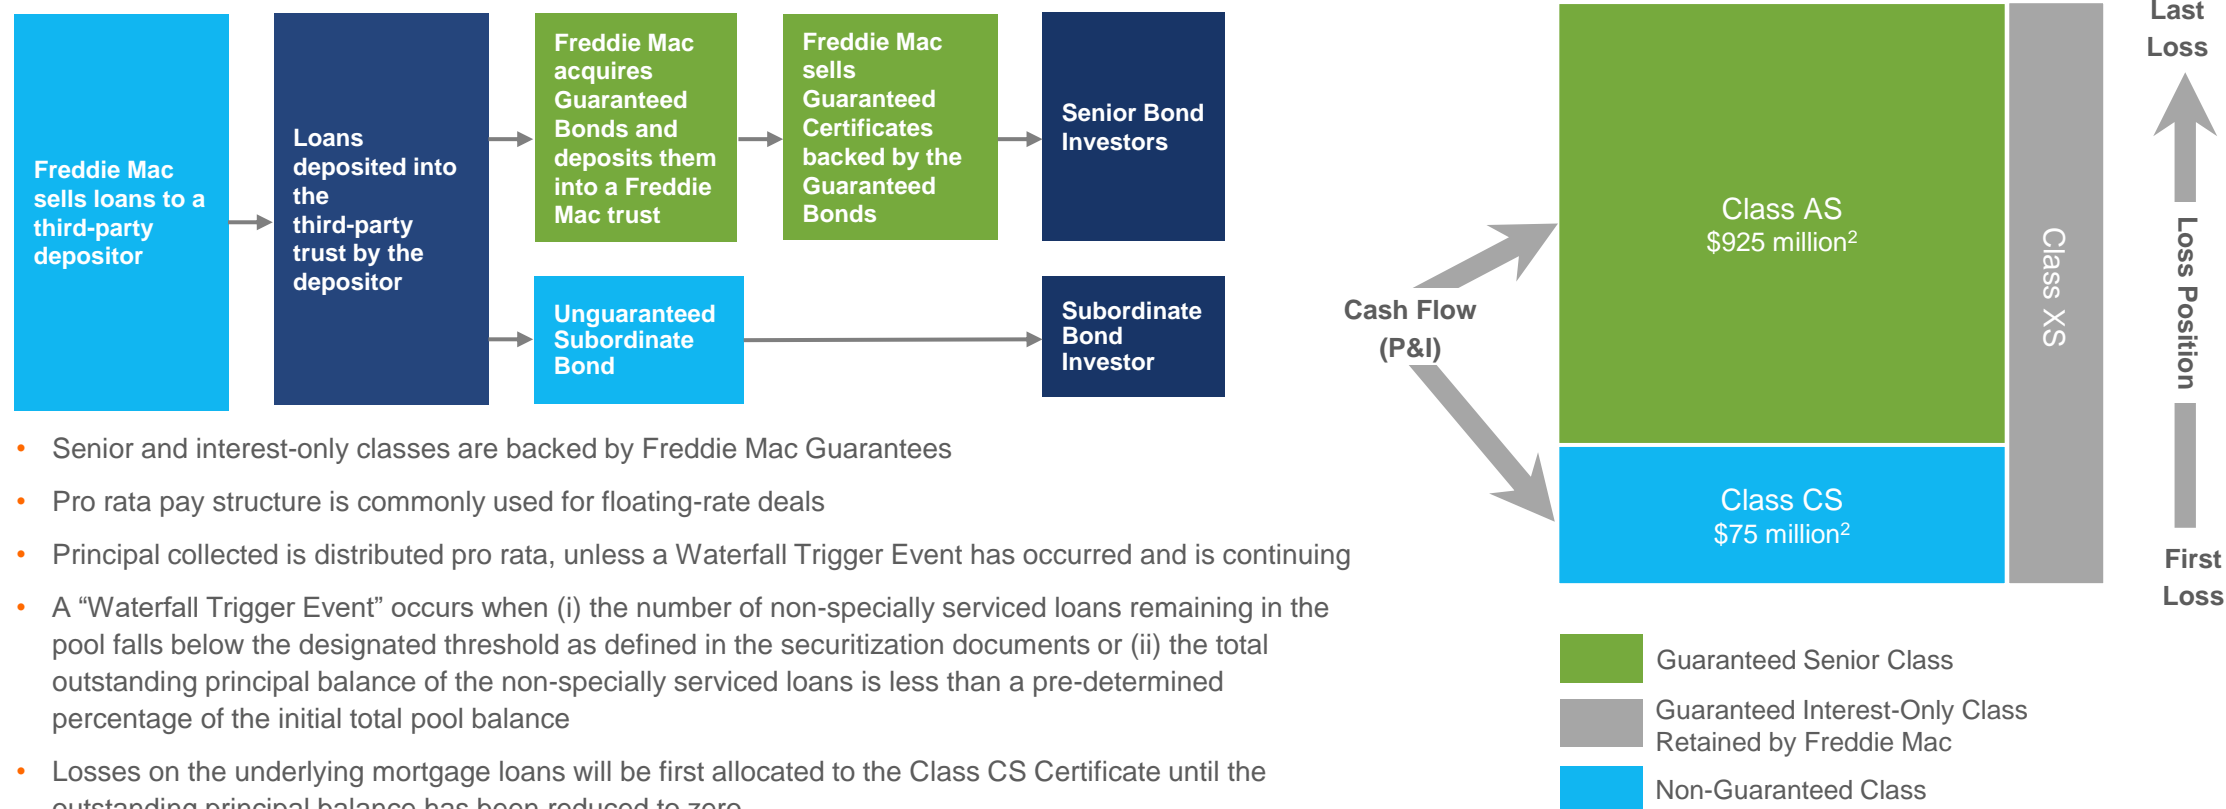 Freddie Mac
sells loans to a
third-party
depositor
Loans
deposited into
the
third-party
trust by the
depositor
Freddie Mac
acquires
Guaranteed
Bonds and
deposits them
into a Freddie
Mac trust
Freddie Mac
sells
Guaranteed
Certificates
backed by the
Guaranteed
Bonds
Senior Bond
Investors
Unguaranteed
Subordinate
Bond
Subordinate
Bond
Investor
• Senior and interest-only classes are backed by Freddie Mac Guarantees
• Pro rata pay structure is commonly used for floating-rate deals
• Principal collected is distributed pro rata, unless a Waterfall Trigger Event has occurred and is continuing
• A “Waterfall Trigger Event” occurs when (i) the number of non-specially serviced loans remaining in the
pool falls below the designated threshold as defined in the securitization documents or (ii) the total
outstanding principal balance of the non-specially serviced loans is less than a pre-determined
percentage of the initial total pool balance
• Losses on the underlying mortgage loans will be first allocated to the Class CS Certificate until the
outstanding principal balance has been reduced to zero
Cash Flow
(P&I)
Class AS
$925 million²
Class CS
$75 million²
Class XS
Last
Loss
Loss Position
First
Loss
Guaranteed Senior Class
Guaranteed Interest-Only Class
Retained by Freddie Mac
Non-Guaranteed Class